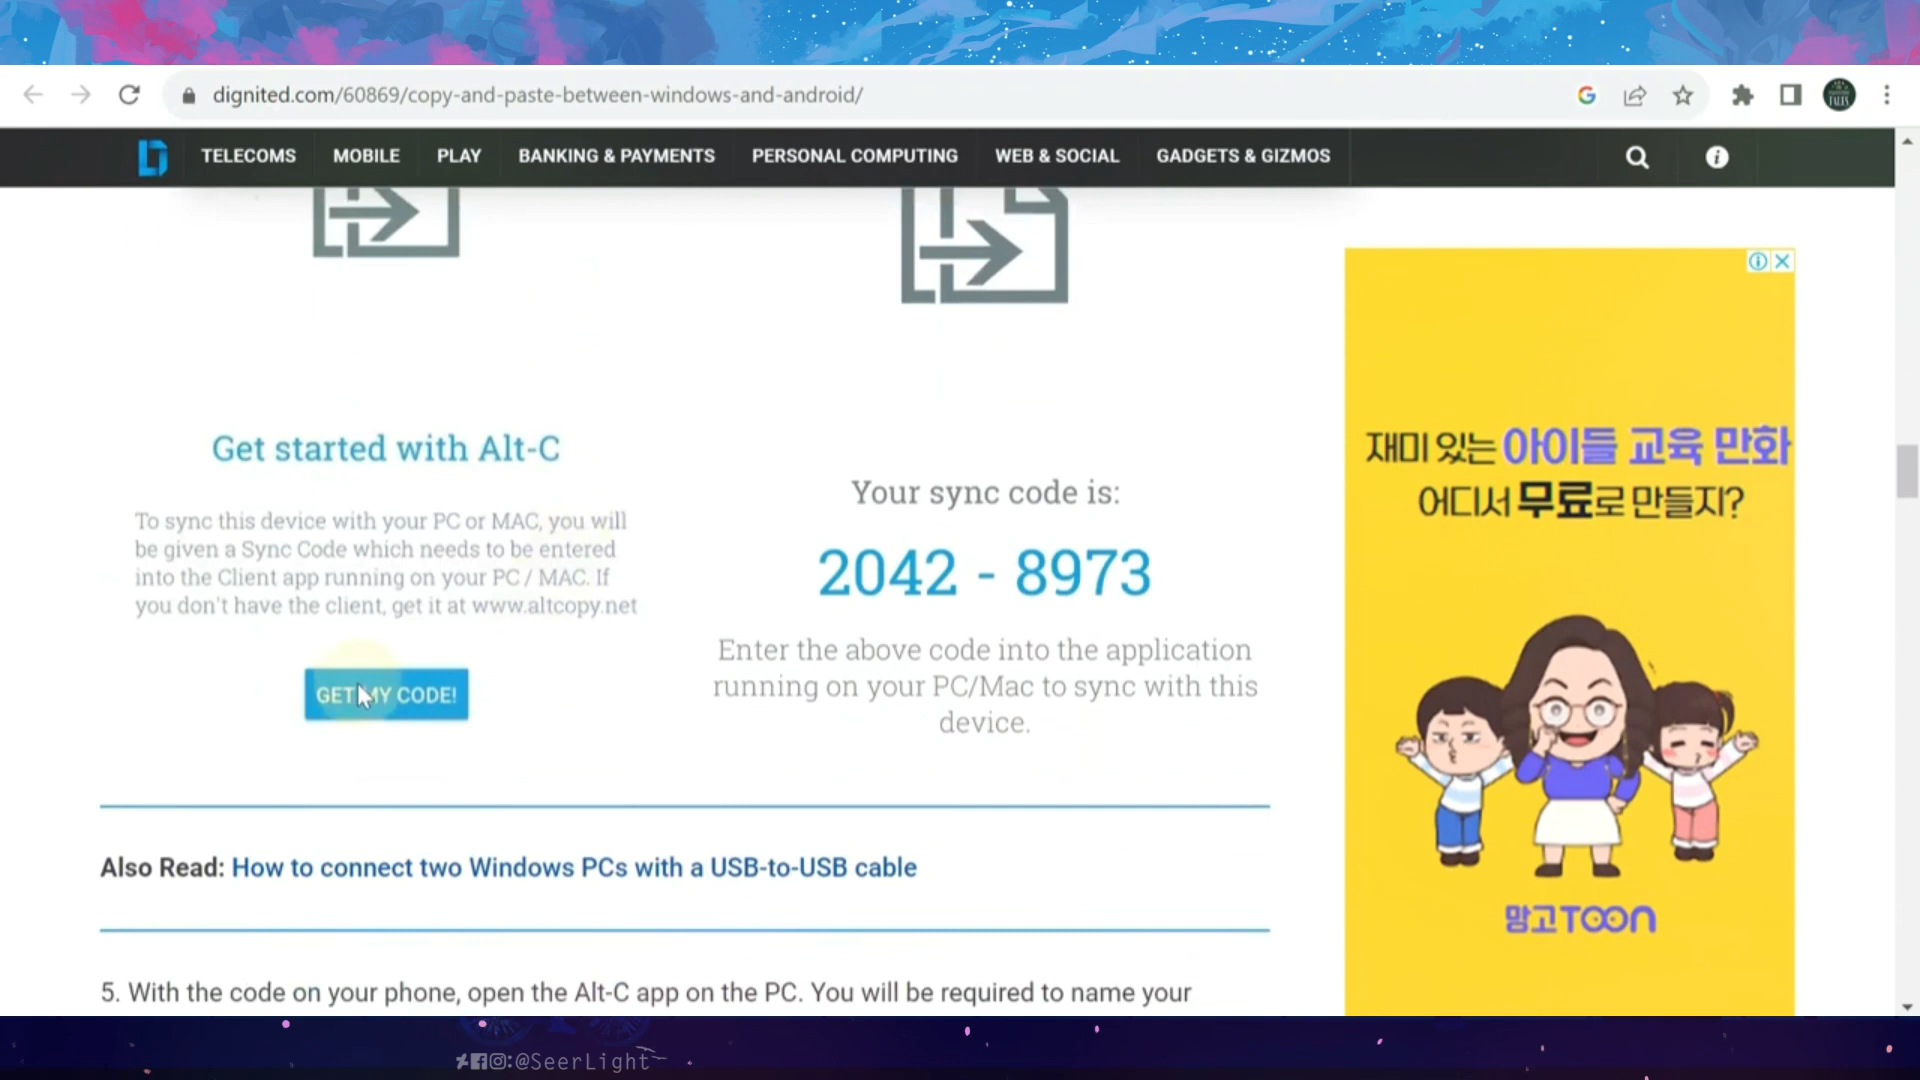 dignited.com/60869/copy-and-paste-between-windows-and-android/
TELECOMS MOBILE PLAY BANKING & PAYMENTS PERSONAL COMPUTING WEB & SOCIAL GADGETS & GIZMOS
Get started with Alt-C
To sync this device with your PC or MAC, you will
be given a Sync Code which needs to be entered
into the Client app running on your PC / MAC. If
you don't have the client, get it at www.altcopy.net
GET MY CODE!
Your sync code is:
2042 - 8973
Enter the above code into the application
running on your PC/Mac to sync with this
device.
Also Read: How to connect two Windows PCs with a USB-to-USB cable
5. With the code on your phone, open the Alt-C app on the PC. You will be required to name your
재미 있는 아이들 교육 만화
어디서 무료로 만들지?
망고TOON
:@SeerLight